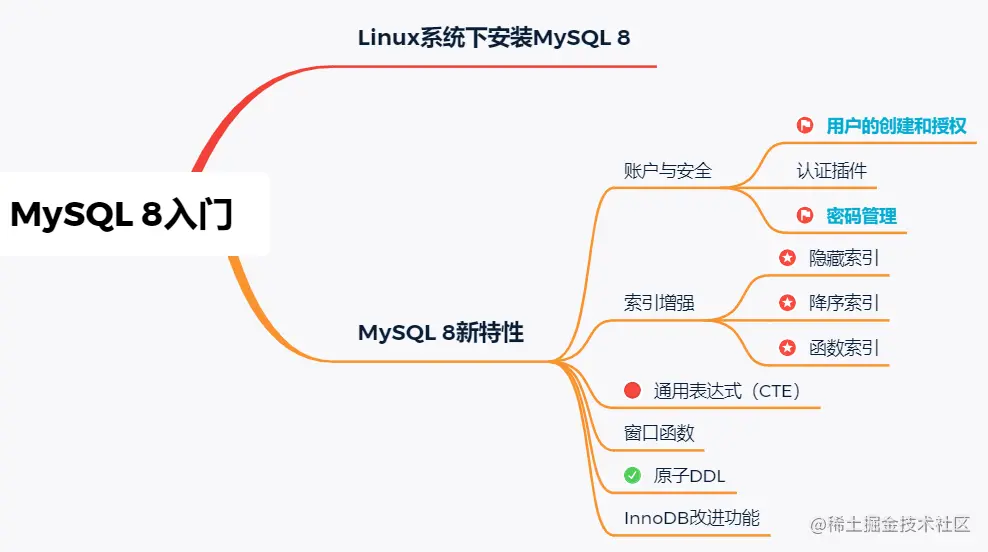 Linux系统下安装MySQL 8
MySQL 8入门
MySQL 8新特性
账户与安全
用户的创建和授权
认证插件
密码管理
索引增强
隐藏索引
降序索引
函数索引
通用表达式（CTE）
窗口函数
原子DDL
InnoDB改进功能
@稀土掘金技术社区